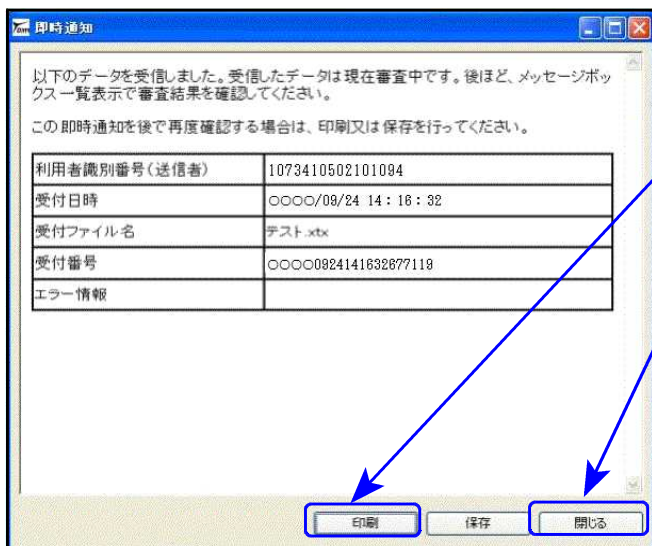 即時通知
以下のデータを受信しました。受信したデータは現在審査中です。後ほど、メッセージボッ
クス一覧表示で審査結果を確認してください。
この即時通知を後で再度確認する場合は、印刷又は保存を行ってください。
利用者識別番号(送信者) 1073410502101094
受付日時 ○○○○/09/24 14:16:32
受付ファイル名 テスト.xtx
受付番号 ○○○○0924141632677119
エラー情報
印刷 保存 閉じる